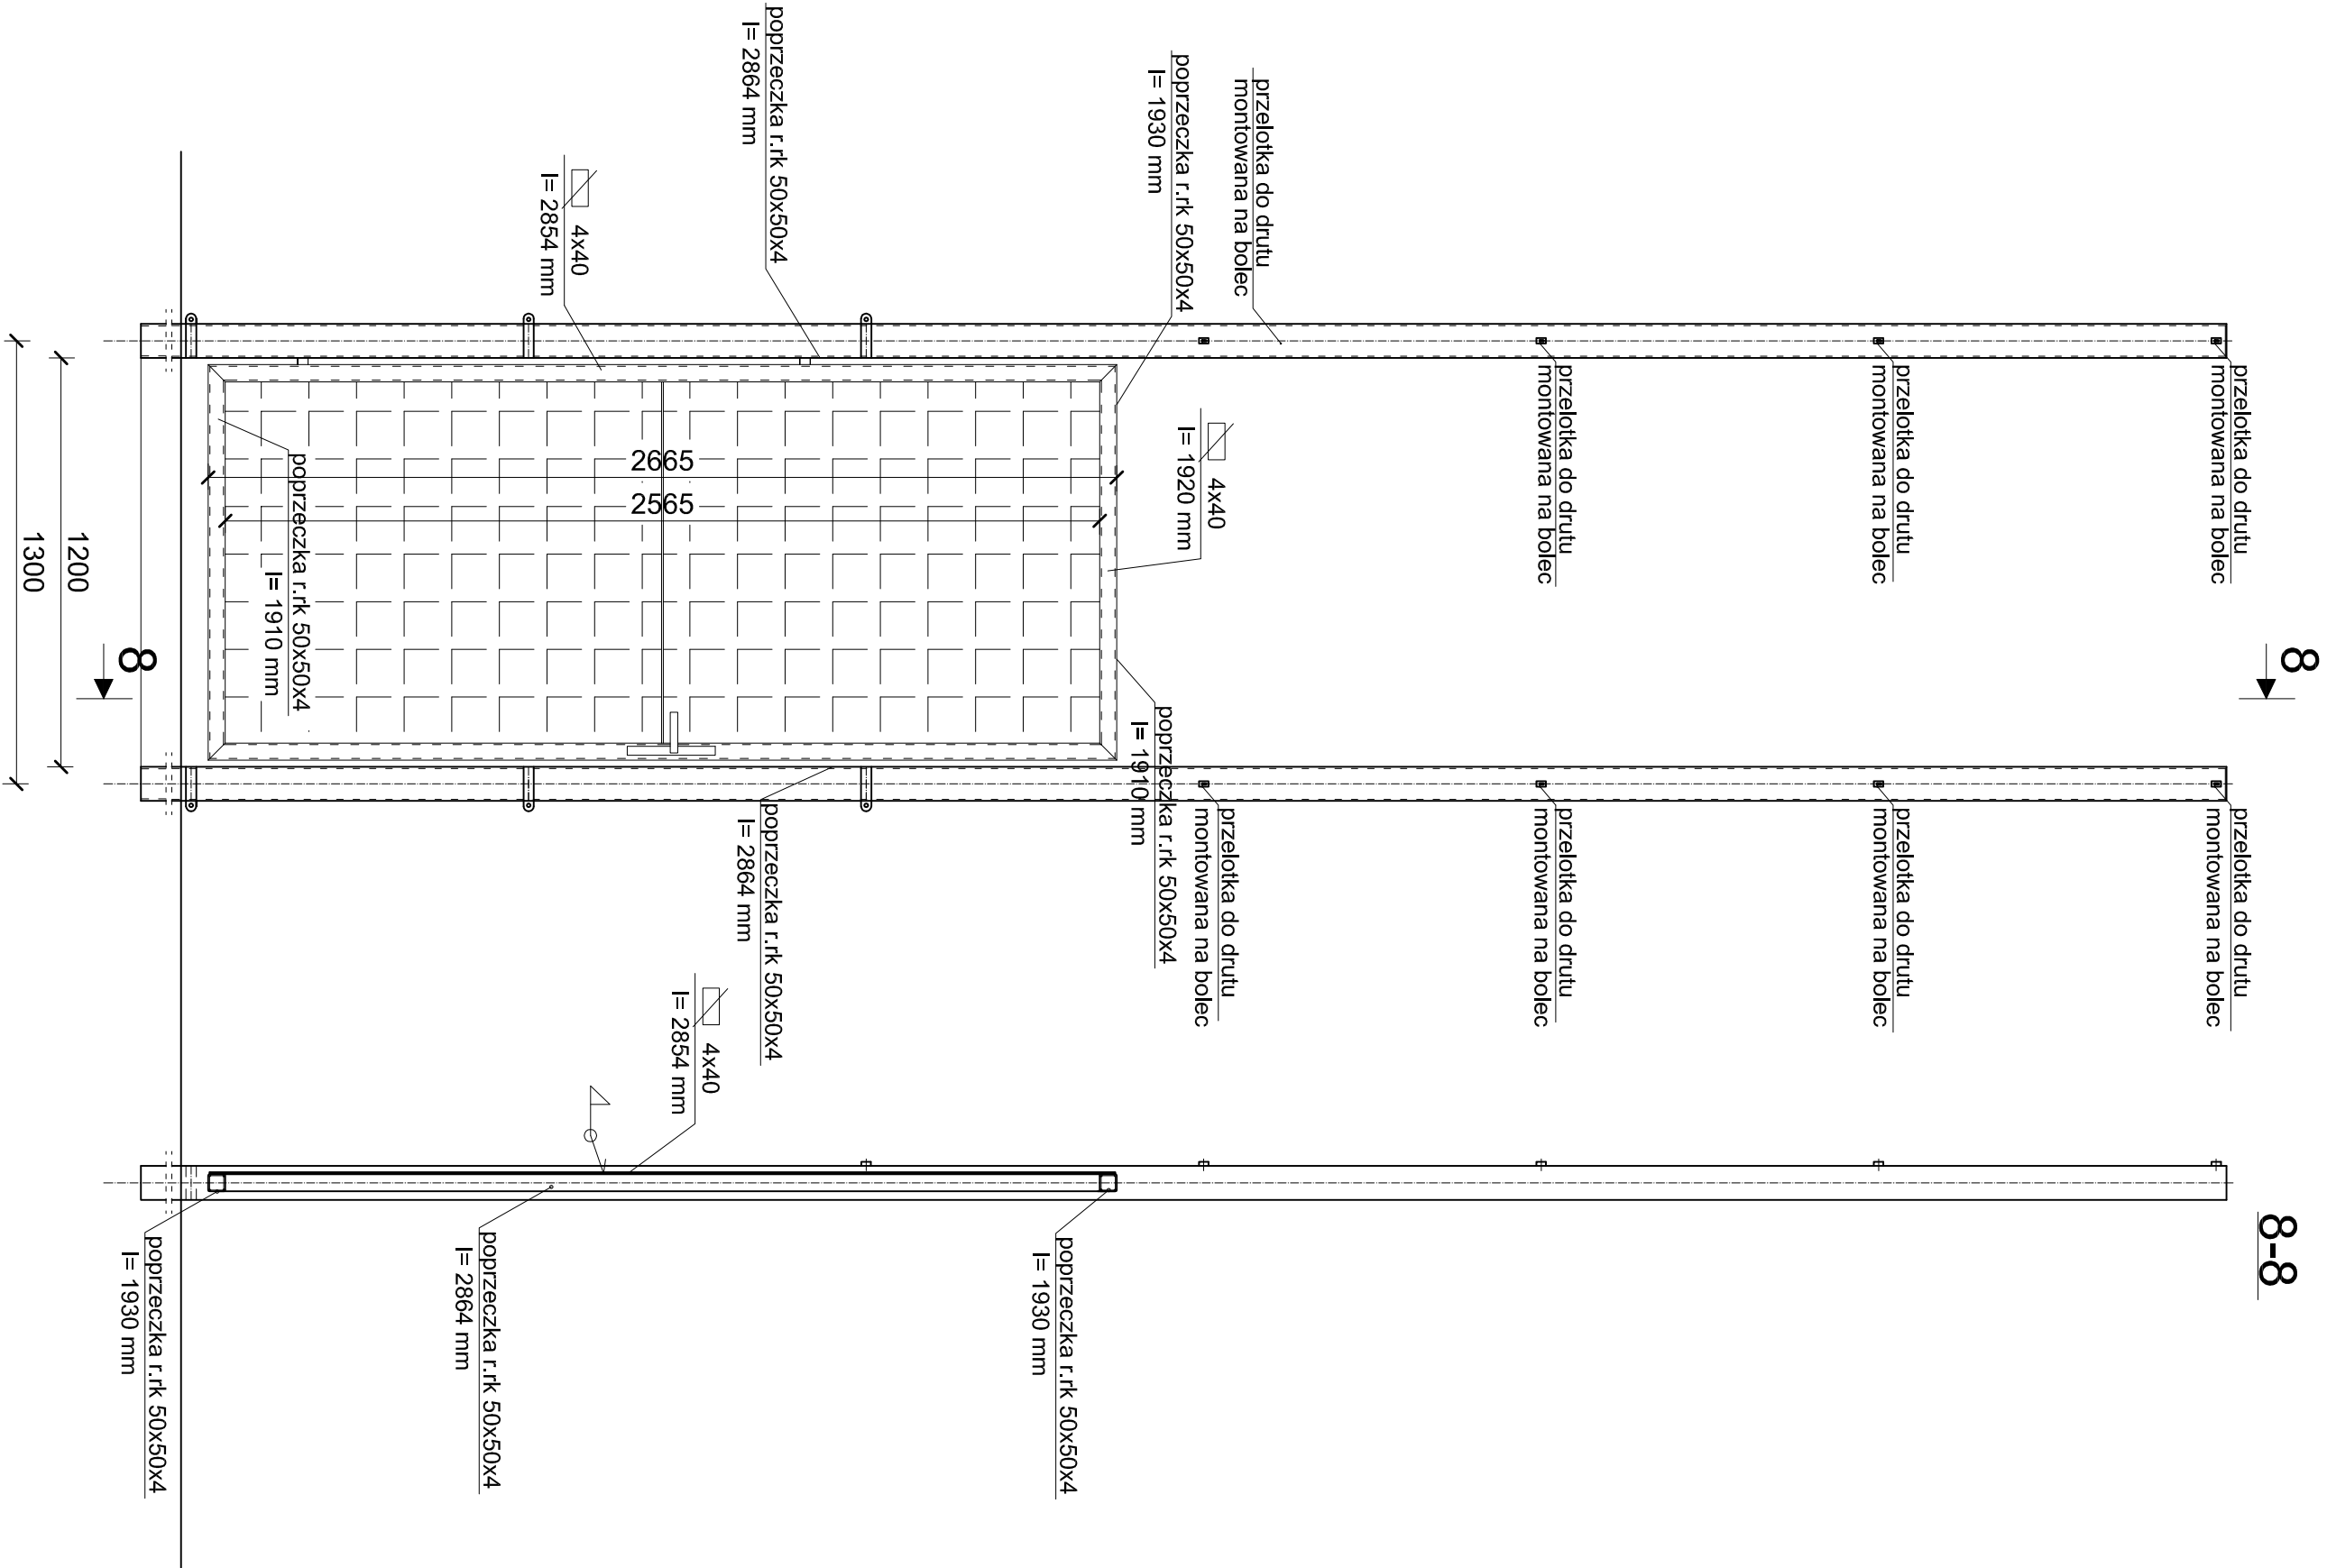 8
8-8
przelotka do drutu
montowana na bolec
przelotka do drutu
montowana na bolec
przelotka do drutu
montowana na bolec
przelotka do drutu
montowana na bolec
przelotka do drutu
montowana na bolec
przelotka do drutu
montowana na bolec
przelotka do drutu
montowana na bolec
przelotka do drutu
montowana na bolec
poprzeczka r.rk 50x50x4
l= 1930 mm
4x40
l= 1920 mm
poprzeczka r.rk 50x50x4
l= 1910 mm
poprzeczka r.rk 50x50x4
l= 1930 mm
poprzeczka r.rk 50x50x4
l= 2864 mm
poprzeczka r.rk 50x50x4
l= 2864 mm
4x40
l= 2854 mm
4x40
l= 2854 mm
2665
2565
poprzeczka r.rk 50x50x4
l= 2864 mm
poprzeczka r.rk 50x50x4
l= 1910 mm
poprzeczka r.rk 50x50x4
l= 1930 mm
8
1200
1300